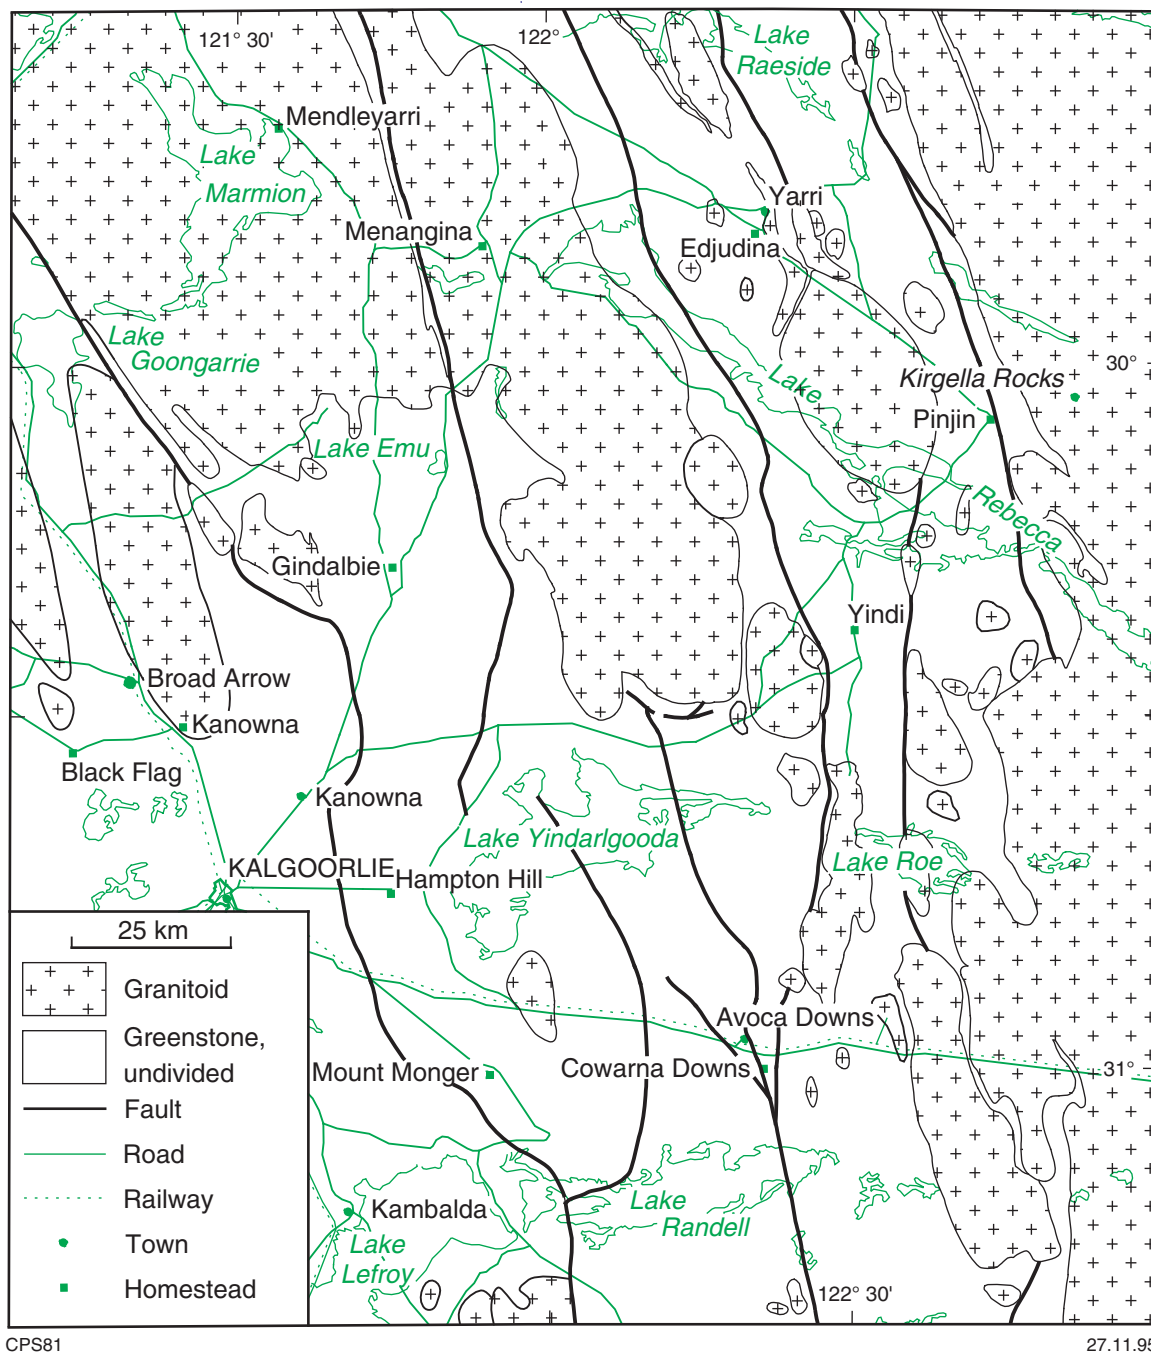 121° 30'
122°
Lake
Raeside
Mendleyarri
Lake
Marmion
Yarri
Menangina
Edjudina
Lake
Goongarrie
30°
Kirgella Rocks
Lake
Pinjin
Lake Emu
Rebecca
Gindalbie
Yindi
Broad Arrow
Kanowna
Black Flag
Kanowna
Lake Yindarlgooda
Lake Roe
KALGOORLIE
Hampton Hill
25 km
Granitoid
Greenstone,
undivided
Fault
Road
Railway
Town
Homestead
Avoca Downs
Cowarna Downs
Mount Monger
31°
Kambalda
Lake
Randell
Lake
Lefroy
122° 30'
CPS81
27.11.95